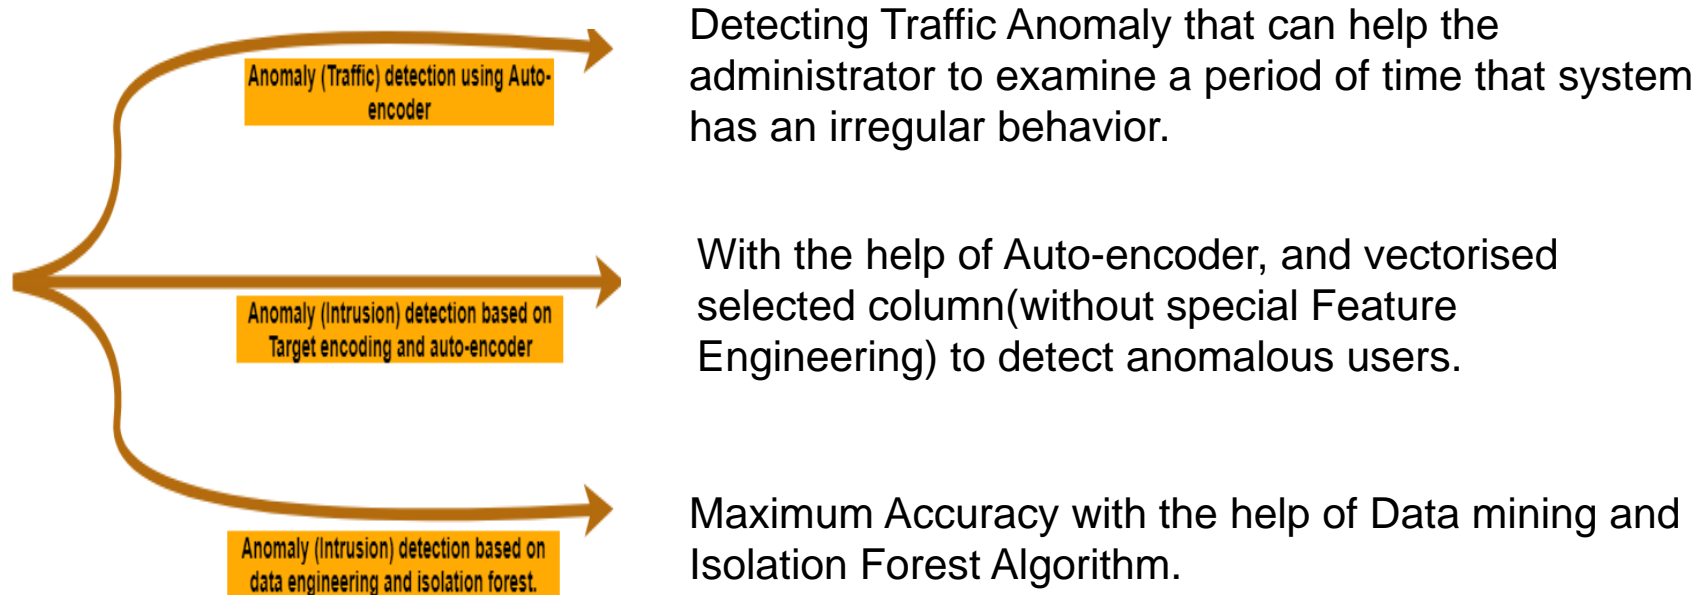 Detecting Traffic Anomaly that can help the
administrator to examine a period of time that system
has an irregular behavior.
Anomaly (Traffic) detection using Auto-
encoder
With the help of Auto-encoder, and vectorised
selected column(without special Feature
Engineering) to detect anomalous users.
Anomaly (Intrusion) detection based on
Target encoding and auto-encoder
Maximum Accuracy with the help of Data mining and
Isolation Forest Algorithm.
Anomaly (Intrusion) detection based on
data engineering and isolation forest.